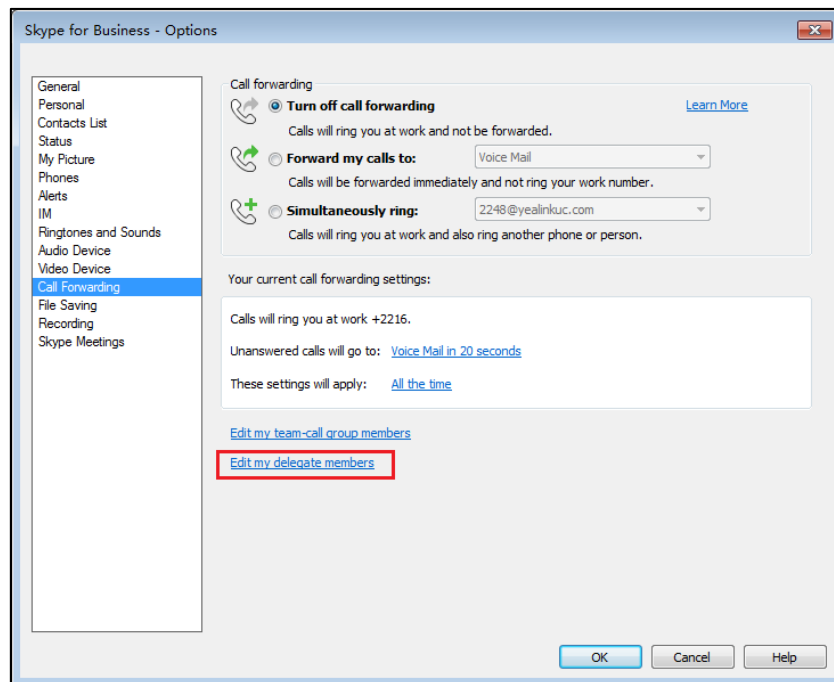 Skype for Business - Options
General
Personal
Contacts List
Status
My Picture
Phones
Alerts
IM
Ringtones and Sounds
Audio Device
Video Device
Call Forwarding
File Saving
Recording
Skype Meetings
Call forwarding
Turn off call forwarding Learn More
Calls will ring you at work and not be forwarded.
Forward my calls to: Voice Mail
Calls will be forwarded immediately and not ring your work number.
Simultaneously ring: 2248@yealinkuc.com
Calls will ring you at work and also ring another phone or person.
Your current call forwarding settings:
Calls will ring you at work +2216.
Unanswered calls will go to: Voice Mail in 20 seconds
These settings will apply: All the time
Edit my team-call group members
Edit my delegate members
OK Cancel Help